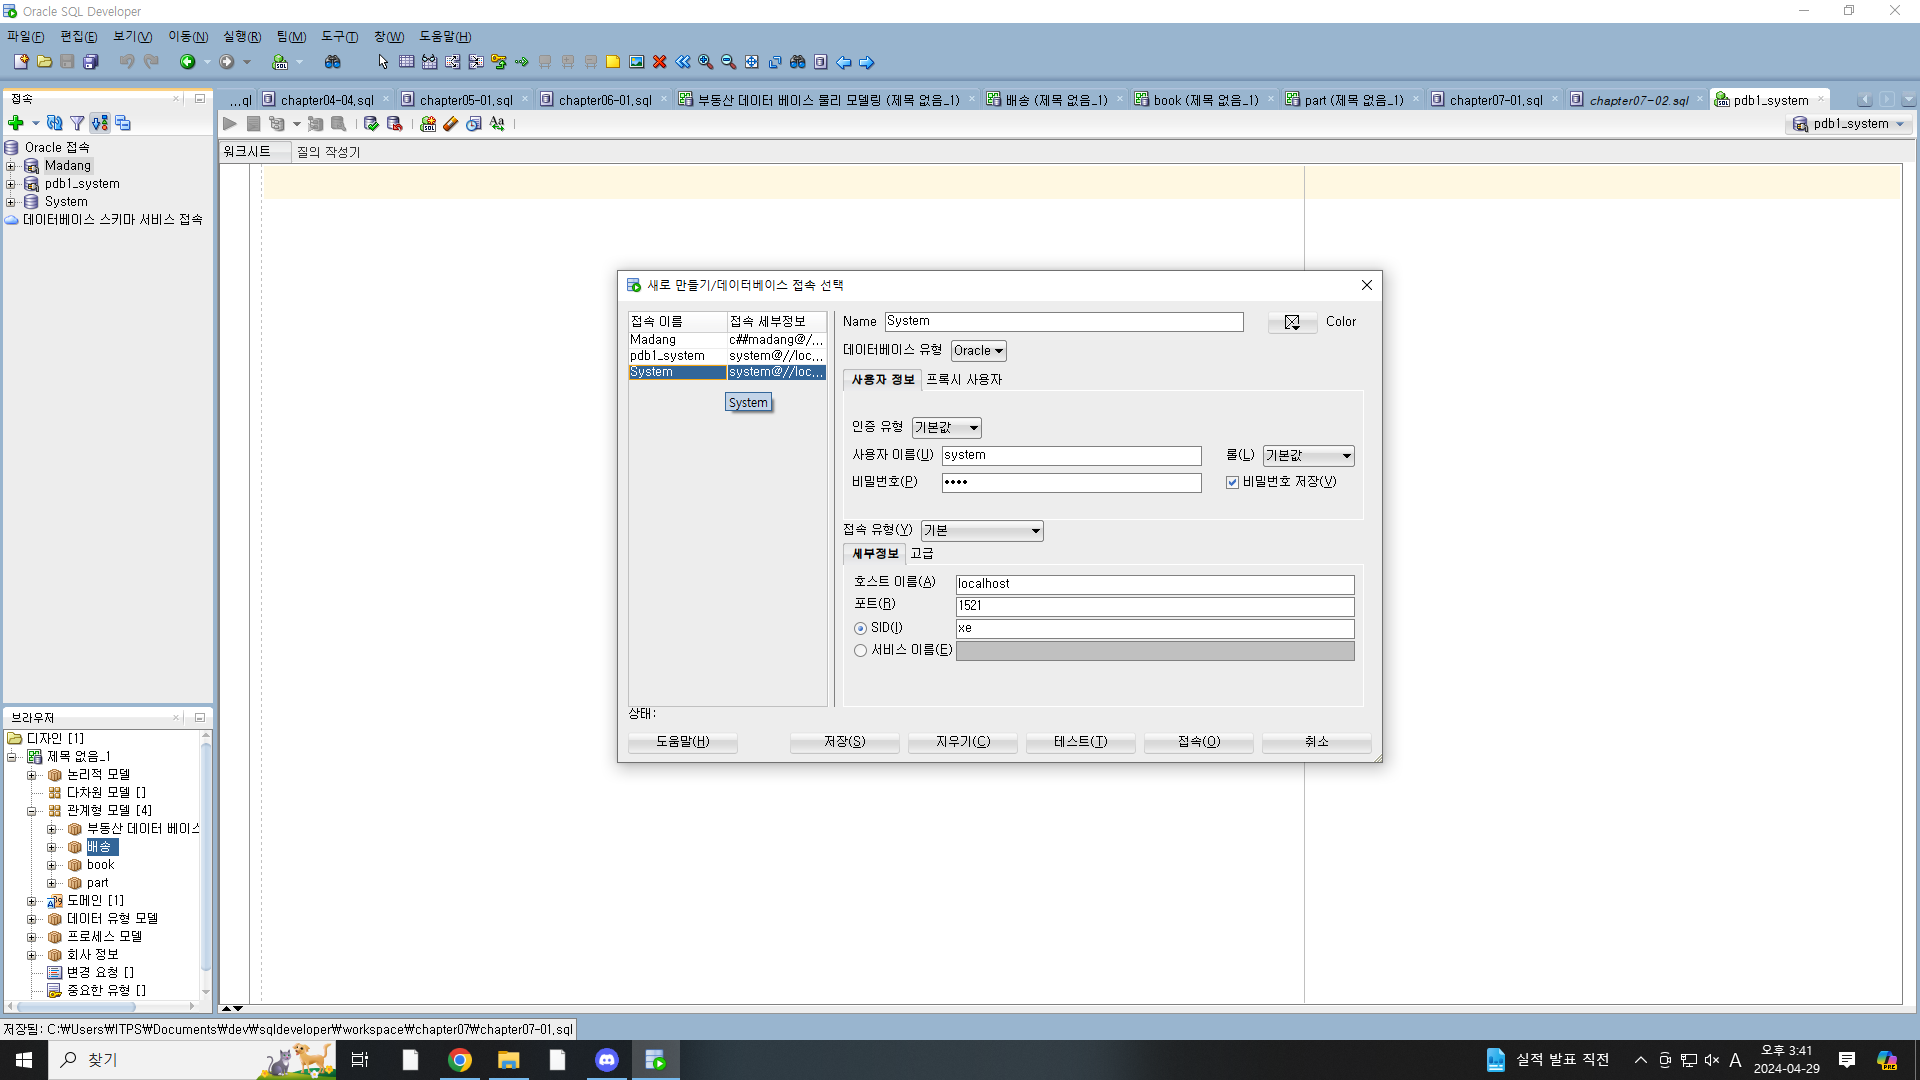 Oracle SQL Developer
파일(F) 편집(E) 보기(V) 이동(N) 실행(R) 팀(M) 도구(T) 창(W) 도움말(H)
접속
...ql chapter04-04.sql chapter05-01.sql chapter06-01.sql 부동산 데이터 베이스 물리 모델링 (제목 없음_1) 배송 (제목 없음_1) book (제목 없음_1) part (제목 없음_1) chapter07-01.sql chapter07-02.sql pdb1_system
pdb1_system
워크시트 질의 작성기
Oracle 접속
Madang
pdb1_system
System
데이터베이스 스키마 서비스 접속
새로 만들기/데이터베이스 접속 선택
접속 이름 접속 세부정보
Madang c##madang@/...
pdb1_system system@//loc...
System system@//loc...
System
Name System Color
데이터베이스 유형 Oracle
사용자 정보 프록시 사용자
인증 유형 기본값
사용자 이름(U) system 롤(L) 기본값
비밀번호(P) •••• 비밀번호 저장(V)
접속 유형(Y) 기본
세부정보 고급
호스트 이름(A) localhost
포트(R) 1521
SID(I) xe
서비스 이름(E)
상태:
도움말(H) 저장(S) 지우기(C) 테스트(T) 접속(O) 취소
브라우저
디자인 [1]
제목 없음_1
논리적 모델
다차원 모델 []
관계형 모델 [4]
부동산 데이터 베이스
배송
book
part
도메인 [1]
데이터 유형 모델
프로세스 모델
회사 정보
변경 요청 []
중요한 유형 []
저장됨: C:₩Users₩ITPS₩Documents₩dev₩sqldeveloper₩workspace₩chapter07₩chapter07-01.sql
찾기
실적 발표 직전
A
오후 3:41
2024-04-29
PRE